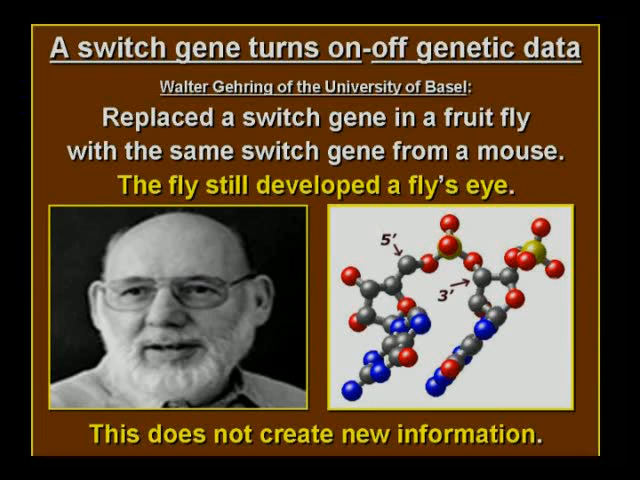 A switch gene turns on-off genetic data
Walter Gehring of the University of Basel:
Replaced a switch gene in a fruit fly
with the same switch gene from a mouse.
The fly still developed a fly's eye.
5'
3'
This does not create new information.